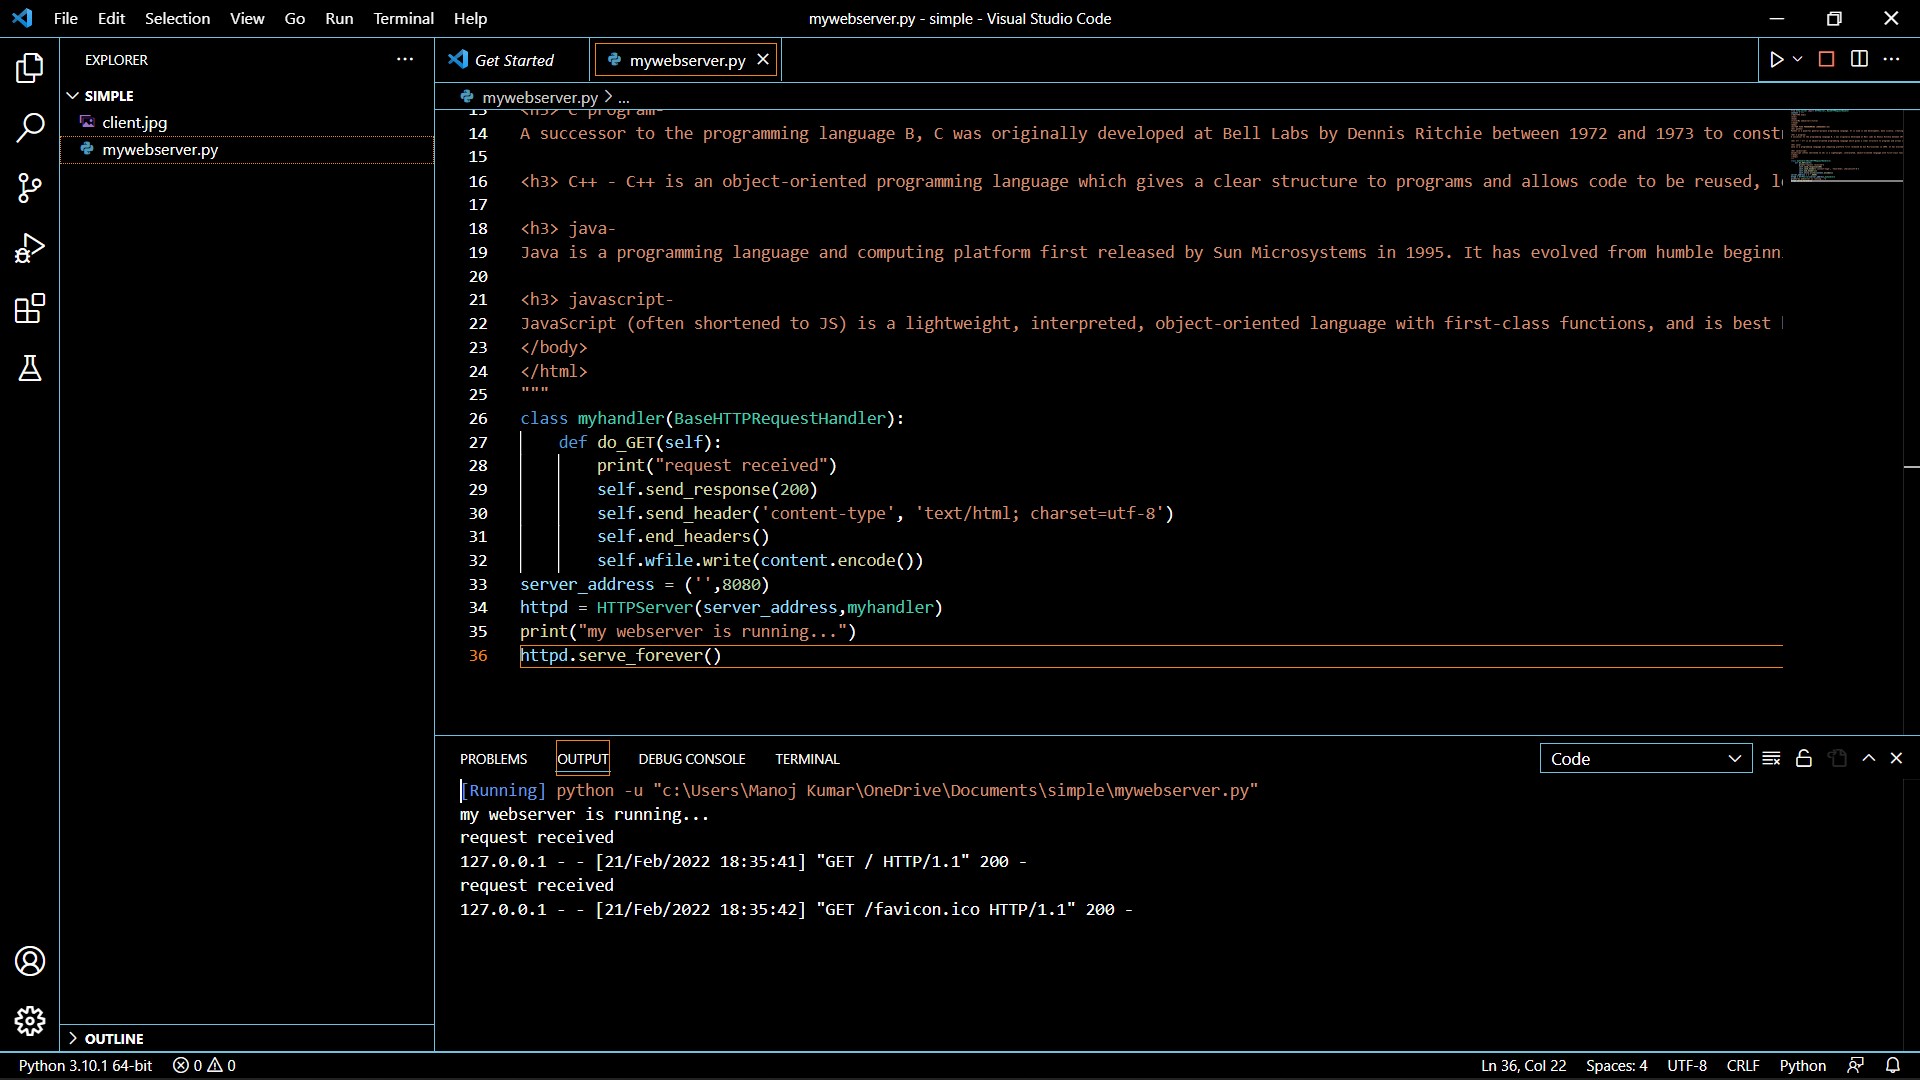 File Edit Selection View Go Run Terminal Help
mywebserver.py - simple - Visual Studio Code
EXPLORER
SIMPLE
client.jpg
mywebserver.py
OUTLINE
Get Started
mywebserver.py
mywebserver.py > ...
13 <h3> C program-
14 A successor to the programming language B, C was originally developed at Bell Labs by Dennis Ritchie between 1972 and 1973 to constr
15
16 <h3> C++ - C++ is an object-oriented programming language which gives a clear structure to programs and allows code to be reused,
17
18 <h3> java-
19 Java is a programming language and computing platform first released by Sun Microsystems in 1995. It has evolved from humble beginn
20
21 <h3> javascript-
22 JavaScript (often shortened to JS) is a lightweight, interpreted, object-oriented language with first-class functions, and is best
23 </body>
24 </html>
25 """
26 class myhandler(BaseHTTPRequestHandler):
27 def do_GET(self):
28 print("request received")
29 self.send_response(200)
30 self.send_header('content-type', 'text/html; charset=utf-8')
31 self.end_headers()
32 self.wfile.write(content.encode())
33 server_address = ('',8080)
34 httpd = HTTPServer(server_address,myhandler)
35 print("my webserver is running...")
36 httpd.serve_forever()
PROBLEMS OUTPUT DEBUG CONSOLE TERMINAL
Code
[Running] python -u "c:\Users\Manoj Kumar\OneDrive\Documents\simple\mywebserver.py"
my webserver is running...
request received
127.0.0.1 - - [21/Feb/2022 18:35:41] "GET / HTTP/1.1" 200 -
request received
127.0.0.1 - - [21/Feb/2022 18:35:42] "GET /favicon.ico HTTP/1.1" 200 -
Python 3.10.1 64-bit 0 0
Ln 36, Col 22 Spaces: 4 UTF-8 CRLF Python